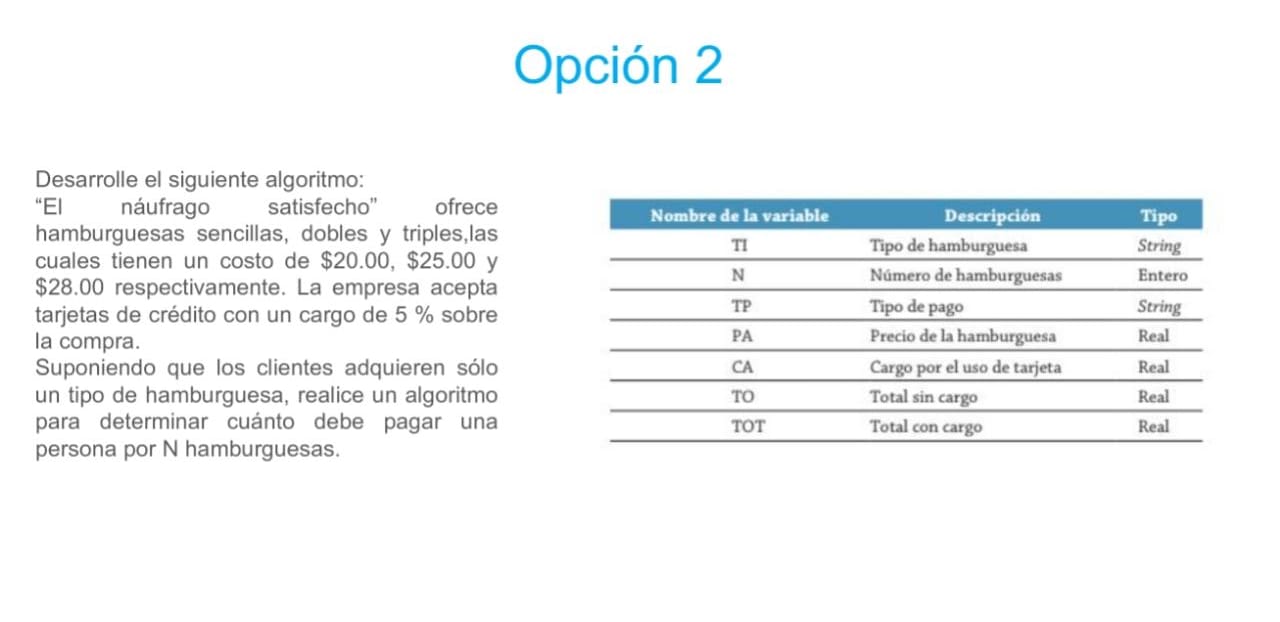 Opción 2
Desarrolle el siguiente algoritmo:
“El náufrago satisfecho” ofrece
hamburguesas sencillas, dobles y triples,las
cuales tienen un costo de $20.00, $25.00 y
$28.00 respectivamente. La empresa acepta
tarjetas de crédito con un cargo de 5 % sobre
la compra.
Suponiendo que los clientes adquieren sólo
un tipo de hamburguesa, realice un algoritmo
para determinar cuánto debe pagar una
persona por N hamburguesas.
Nombre de la variable Descripción Tipo
TI Tipo de hamburguesa String
N Número de hamburguesas Entero
TP Tipo de pago String
PA Precio de la hamburguesa Real
CA Cargo por el uso de tarjeta Real
TO Total sin cargo Real
TOT Total con cargo Real